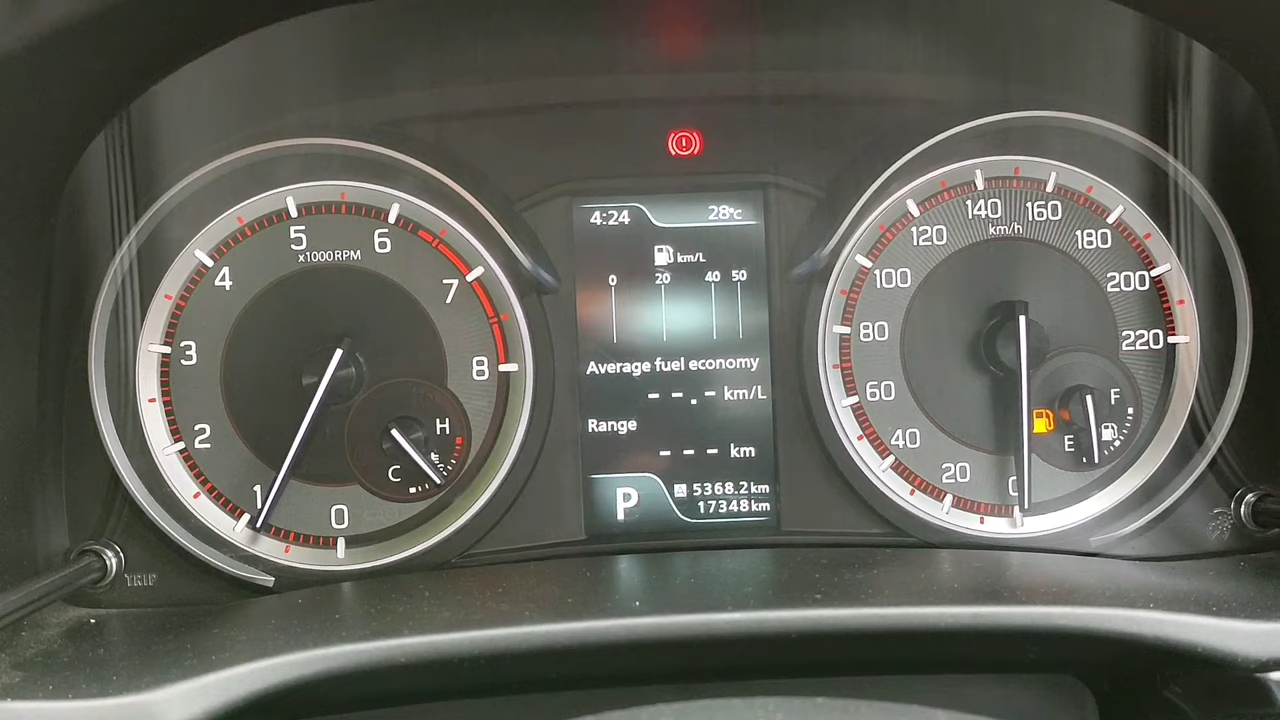 4:24
28°C
km/L
0 20 40 50
Average fuel economy
--.- km/L
Range
--- km
P
A 5368.2 km
17348 km
0
1
2
3
4
5
6
7
8
x1000RPM
C
H
0
20
40
60
80
100
120
140
160
180
200
220
km/h
E
F
TRIP